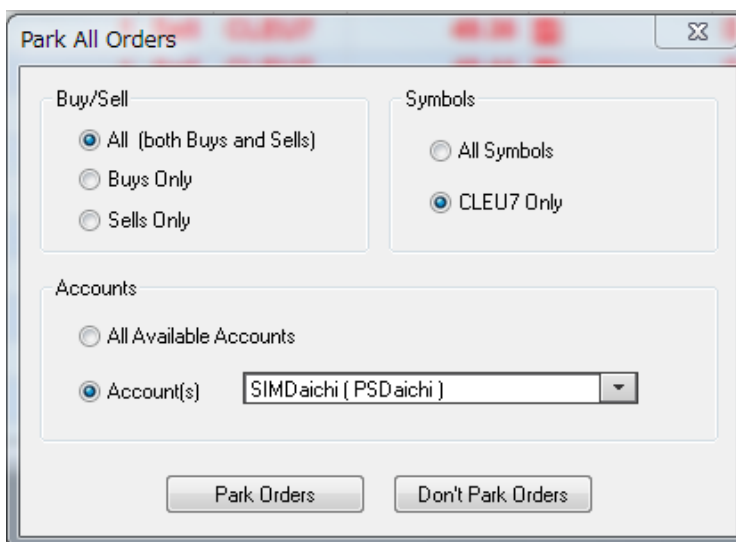 Park All Orders
Buy/Sell
All (both Buys and Sells)
Buys Only
Sells Only
Symbols
All Symbols
CLEU7 Only
Accounts
All Available Accounts
Account(s)
SIMDaichi ( PSDaichi )
Park Orders
Don't Park Orders